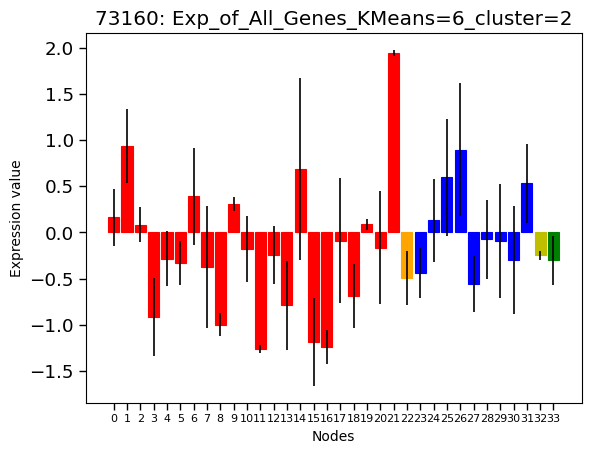 73160: Exp_of_All_Genes_KMeans=6_cluster=2
Expression value
2.0
1.5
1.0
0.5
0.0
−0.5
−1.0
−1.5
0 1 2 3 4 5 6 7 8 9 10 11 12 13 14 15 16 17 18 19 20 21 22 23 24 25 26 27 28 29 30 31 32 33
Nodes